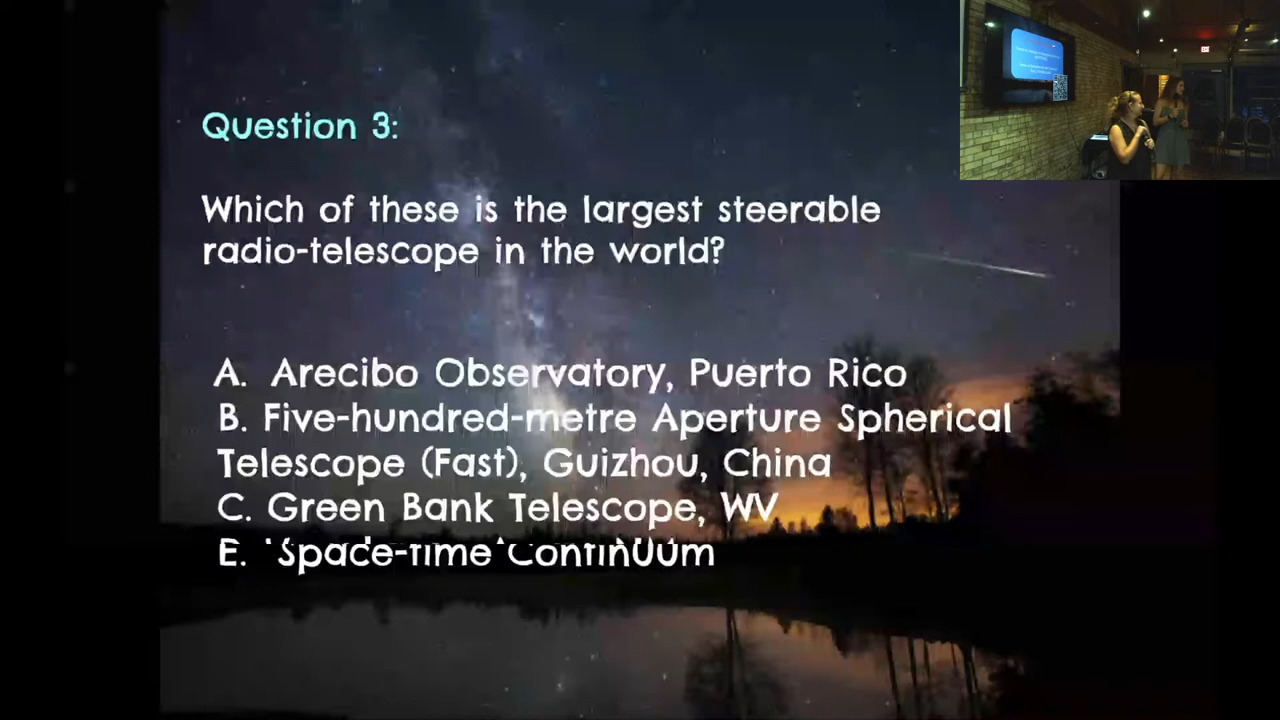 Question 3:
Which of these is the largest steerable
radio-telescope in the world?
A. Arecibo Observatory, Puerto Rico
B. Five-hundred-metre Aperture Spherical
Telescope (Fast), Guizhou, China
C. Green Bank Telescope, WV
E. Space-time Continuum